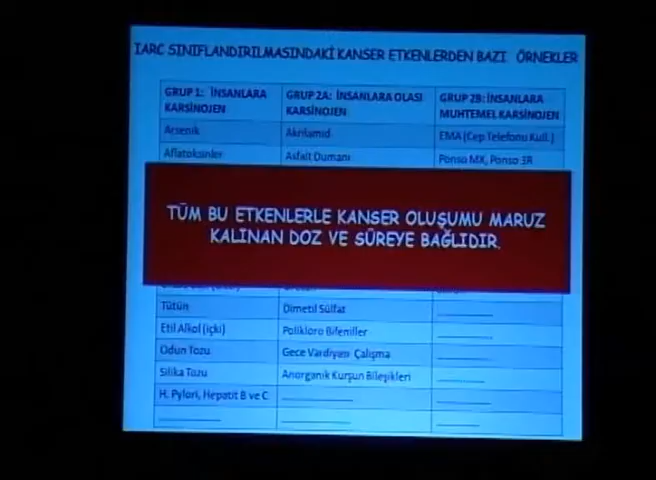 IARC SINIFLANDIRILMASINDAKİ KANSER ETKENLERDEN BAZI ÖRNEKLER
GRUP 1: İNSANLARA
KARSİNOJEN
GRUP 2A: İNSANLARA OLASI
KARSİNOJEN
GRUP 2B: İNSANLARA
MUHTEMEL KARSİNOJEN
Arsenik
Akrilamid
EMA (Cep Telefonu Kull.)
Aflatoksinler
Asfalt Dumanı
Ponso MX, Ponso 3R
TÜM BU ETKENLERLE KANSER OLUŞUMU MARUZ
KALINAN DOZ VE SÜREYE BAĞLIDIR.
Tütün
Dimetil Sülfat
Etil Alkol (içki)
Polikloro Bifeniller
Odun Tozu
Gece Vardiyalı Çalışma
Silika Tozu
Anorganik Kurşun Bileşikleri
H. Pylori, Hepatit B ve C